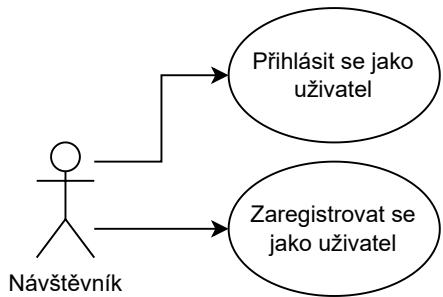 Přihlásit se jako
uživatel
Zaregistrovat se
jako uživatel
Návštěvník